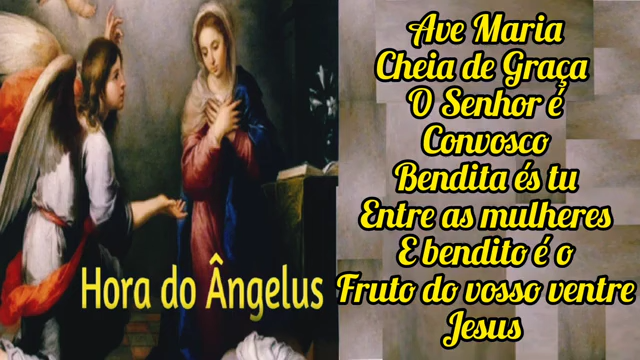 Hora do Ângelus
Ave Maria
Cheia de Graça
O Senhor é
Convosco
Bendita és tu
Entre as mulheres
E bendito é o
Fruto do vosso ventre
Jesus